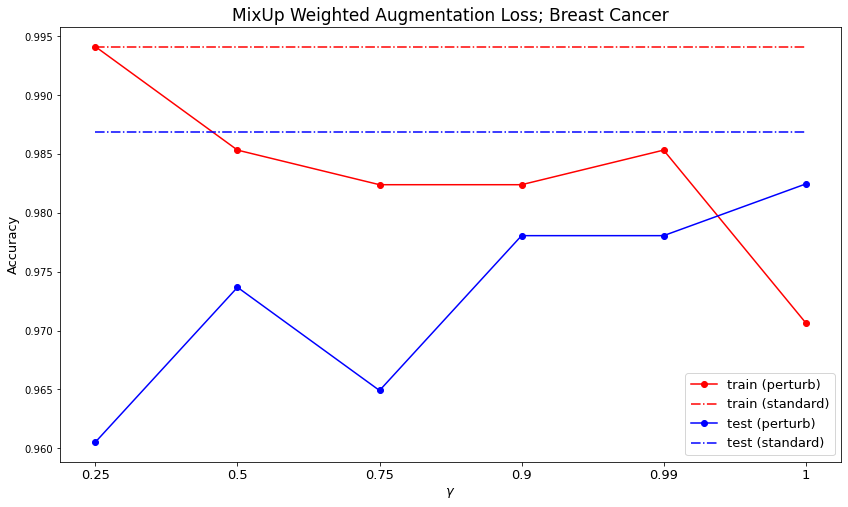 MixUp Weighted Augmentation Loss; Breast Cancer
Accuracy
0.995
0.990
0.985
0.980
0.975
0.970
0.965
0.960
0.25 0.5 0.75 0.9 0.99 1
γ
train (perturb)
train (standard)
test (perturb)
test (standard)